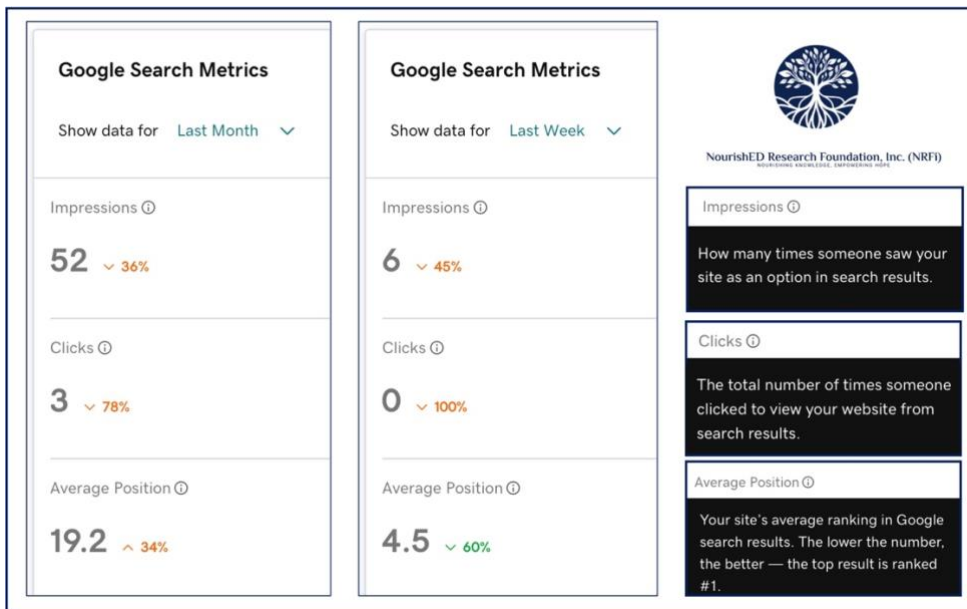 Google Search Metrics
Show data for Last Month
Impressions
52 36%
Clicks
3 78%
Average Position
19.2 34%
Google Search Metrics
Show data for Last Week
Impressions
6 45%
Clicks
0 100%
Average Position
4.5 60%
NourishED Research Foundation, Inc. (NRFi)
NOURISHING KNOWLEDGE, EMPOWERING HOPE
Impressions
How many times someone saw your
site as an option in search results.
Clicks
The total number of times someone
clicked to view your website from
search results.
Average Position
Your site's average ranking in Google
search results. The lower the number,
the better — the top result is ranked
#1.